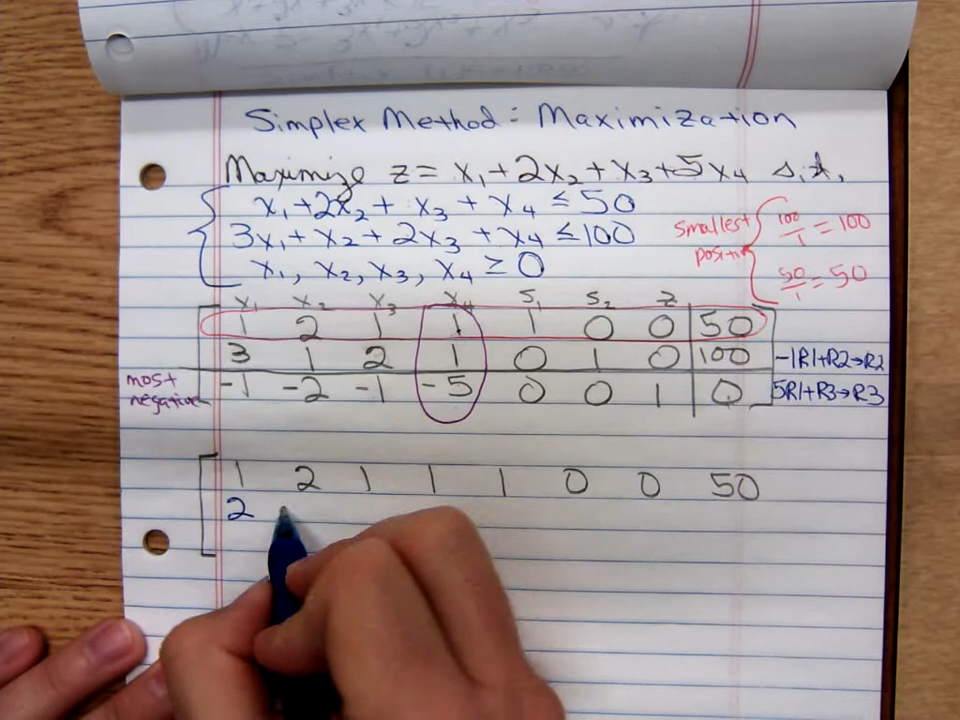 Simplex Method: Maximization
Maximize z = x₁+2x₂+x₃+5x₄ s.t.
x₁+2x₂+x₃+x₄≤50
3x₁+x₂+2x₃+x₄≤100
x₁, x₂, x₃, x₄ ≥ 0
smallest positive
100/1 = 100
50/1 = 50
x₁ x₂ x₃ x₄ s₁ s₂ z
1 2 1 1 1 0 0 50
3 1 2 1 0 1 0 100 -1R1+R2→R2
most negative
-1 -2 -1 -5 0 0 1 0 5R1+R3→R3
1 2 1 1 1 0 0 50
2